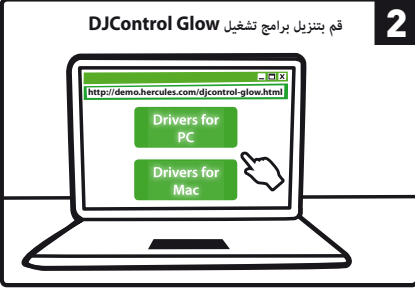 2
قم بتنزيل برامج تشغيل DJControl Glow
http://demo.hercules.com/djcontrol-glow.html
Drivers for
PC
Drivers for
Mac